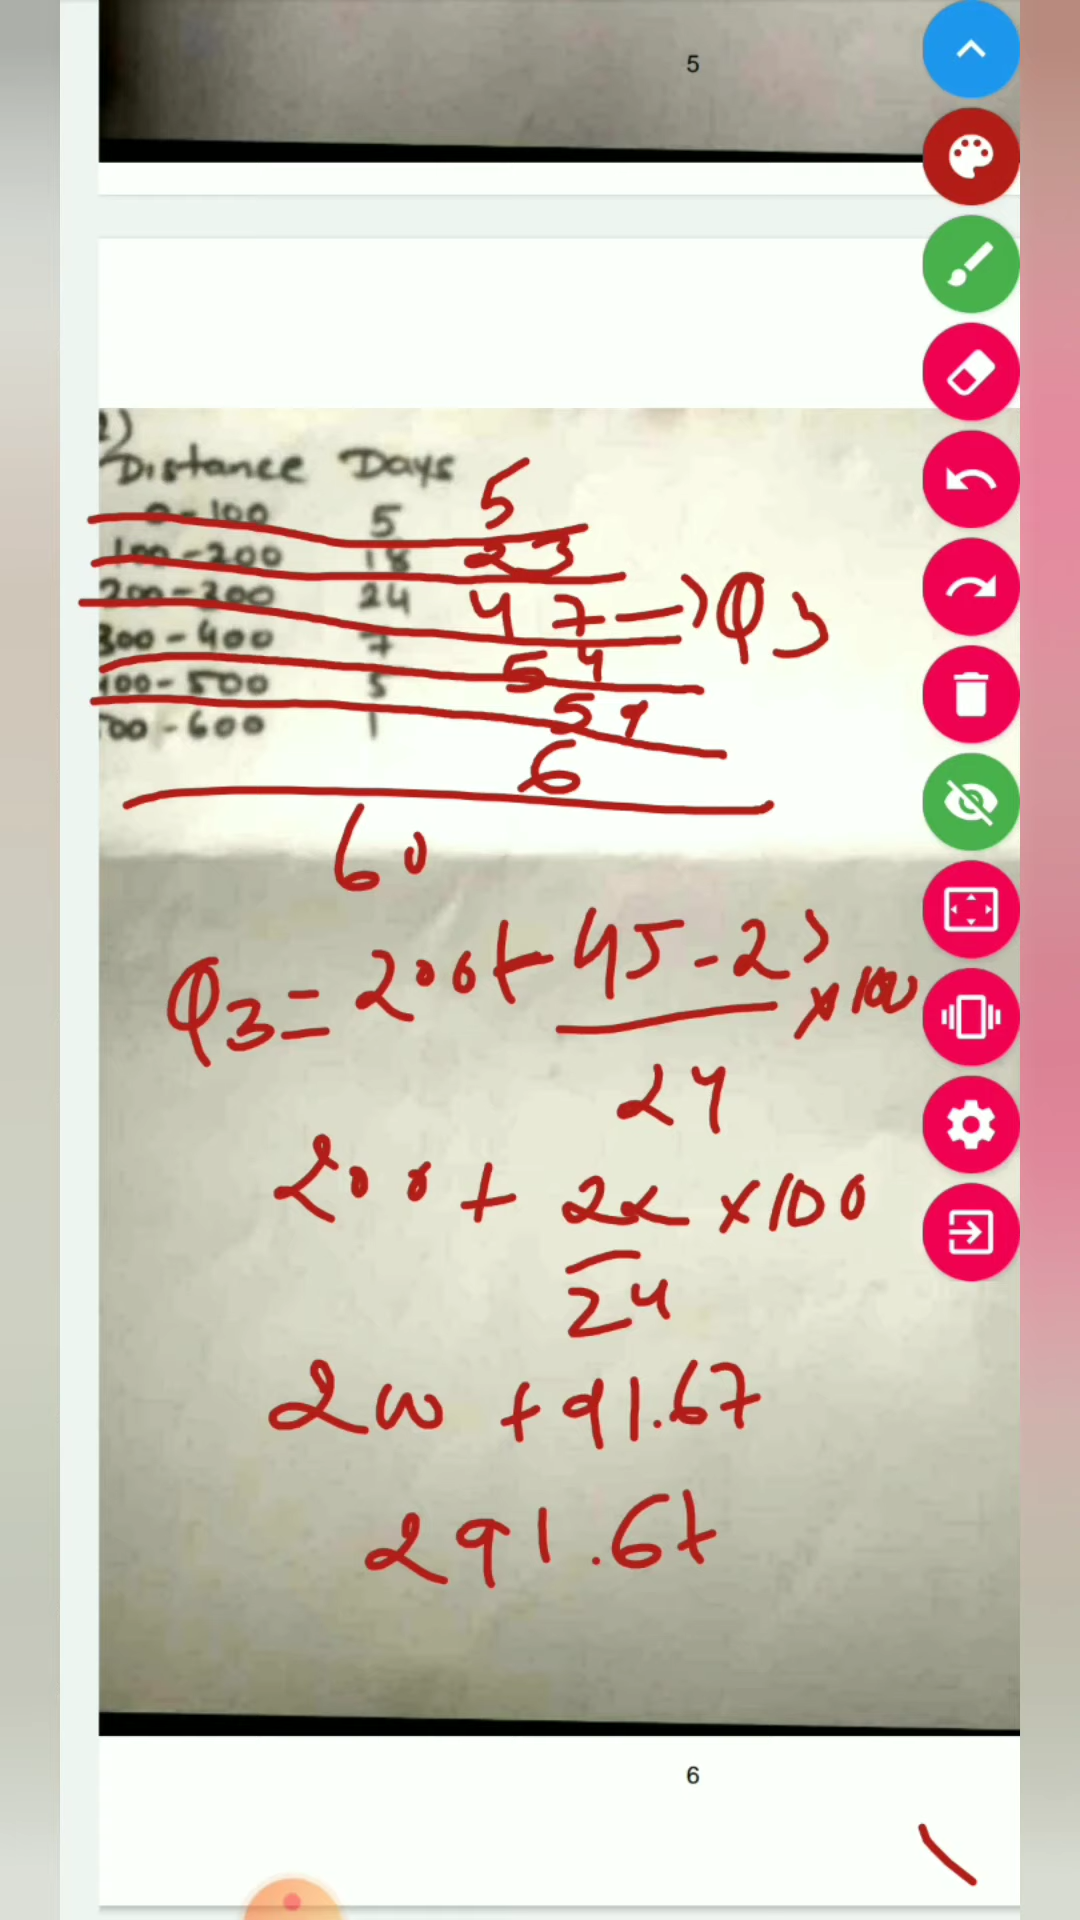 5
2)
Distance Days
0-100 5 5
100-200 18 23
200-300 24 47 → Q3
300-400 7 54
400-500 5 59
500-600 1 6
60
Q3 = 200 + 45-23 × 100
24
200 + 22 × 100
24
200 + 91.67
291.67
6